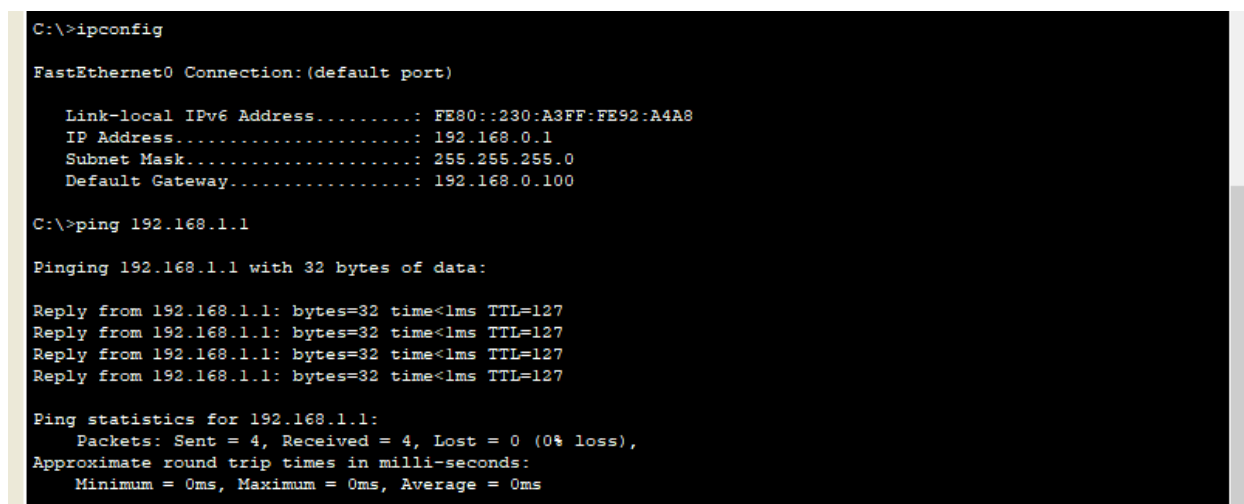 C:\>ipconfig
FastEthernet0 Connection:(default port)
Link-local IPv6 Address.........: FE80::230:A3FF:FE92:A4A8
IP Address......................: 192.168.0.1
Subnet Mask.....................: 255.255.255.0
Default Gateway.................: 192.168.0.100
C:\>ping 192.168.1.1
Pinging 192.168.1.1 with 32 bytes of data:
Reply from 192.168.1.1: bytes=32 time<1ms TTL=127
Reply from 192.168.1.1: bytes=32 time<1ms TTL=127
Reply from 192.168.1.1: bytes=32 time<1ms TTL=127
Reply from 192.168.1.1: bytes=32 time<1ms TTL=127
Ping statistics for 192.168.1.1:
Packets: Sent = 4, Received = 4, Lost = 0 (0% loss),
Approximate round trip times in milli-seconds:
Minimum = 0ms, Maximum = 0ms, Average = 0ms